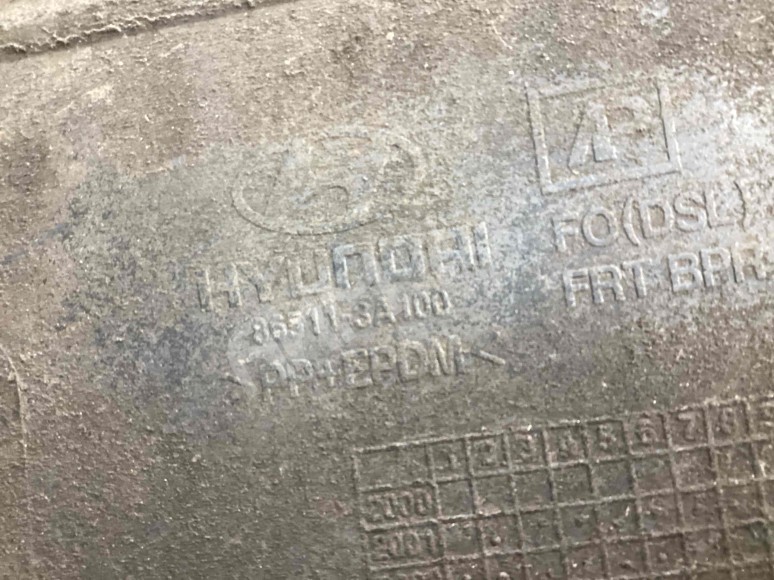 HYUNDAI
86511-3A100
>PP+EPDM<
FO(DSL)
FRT BPR
1 2 3 4 5 6 7 8 9
2000
2001